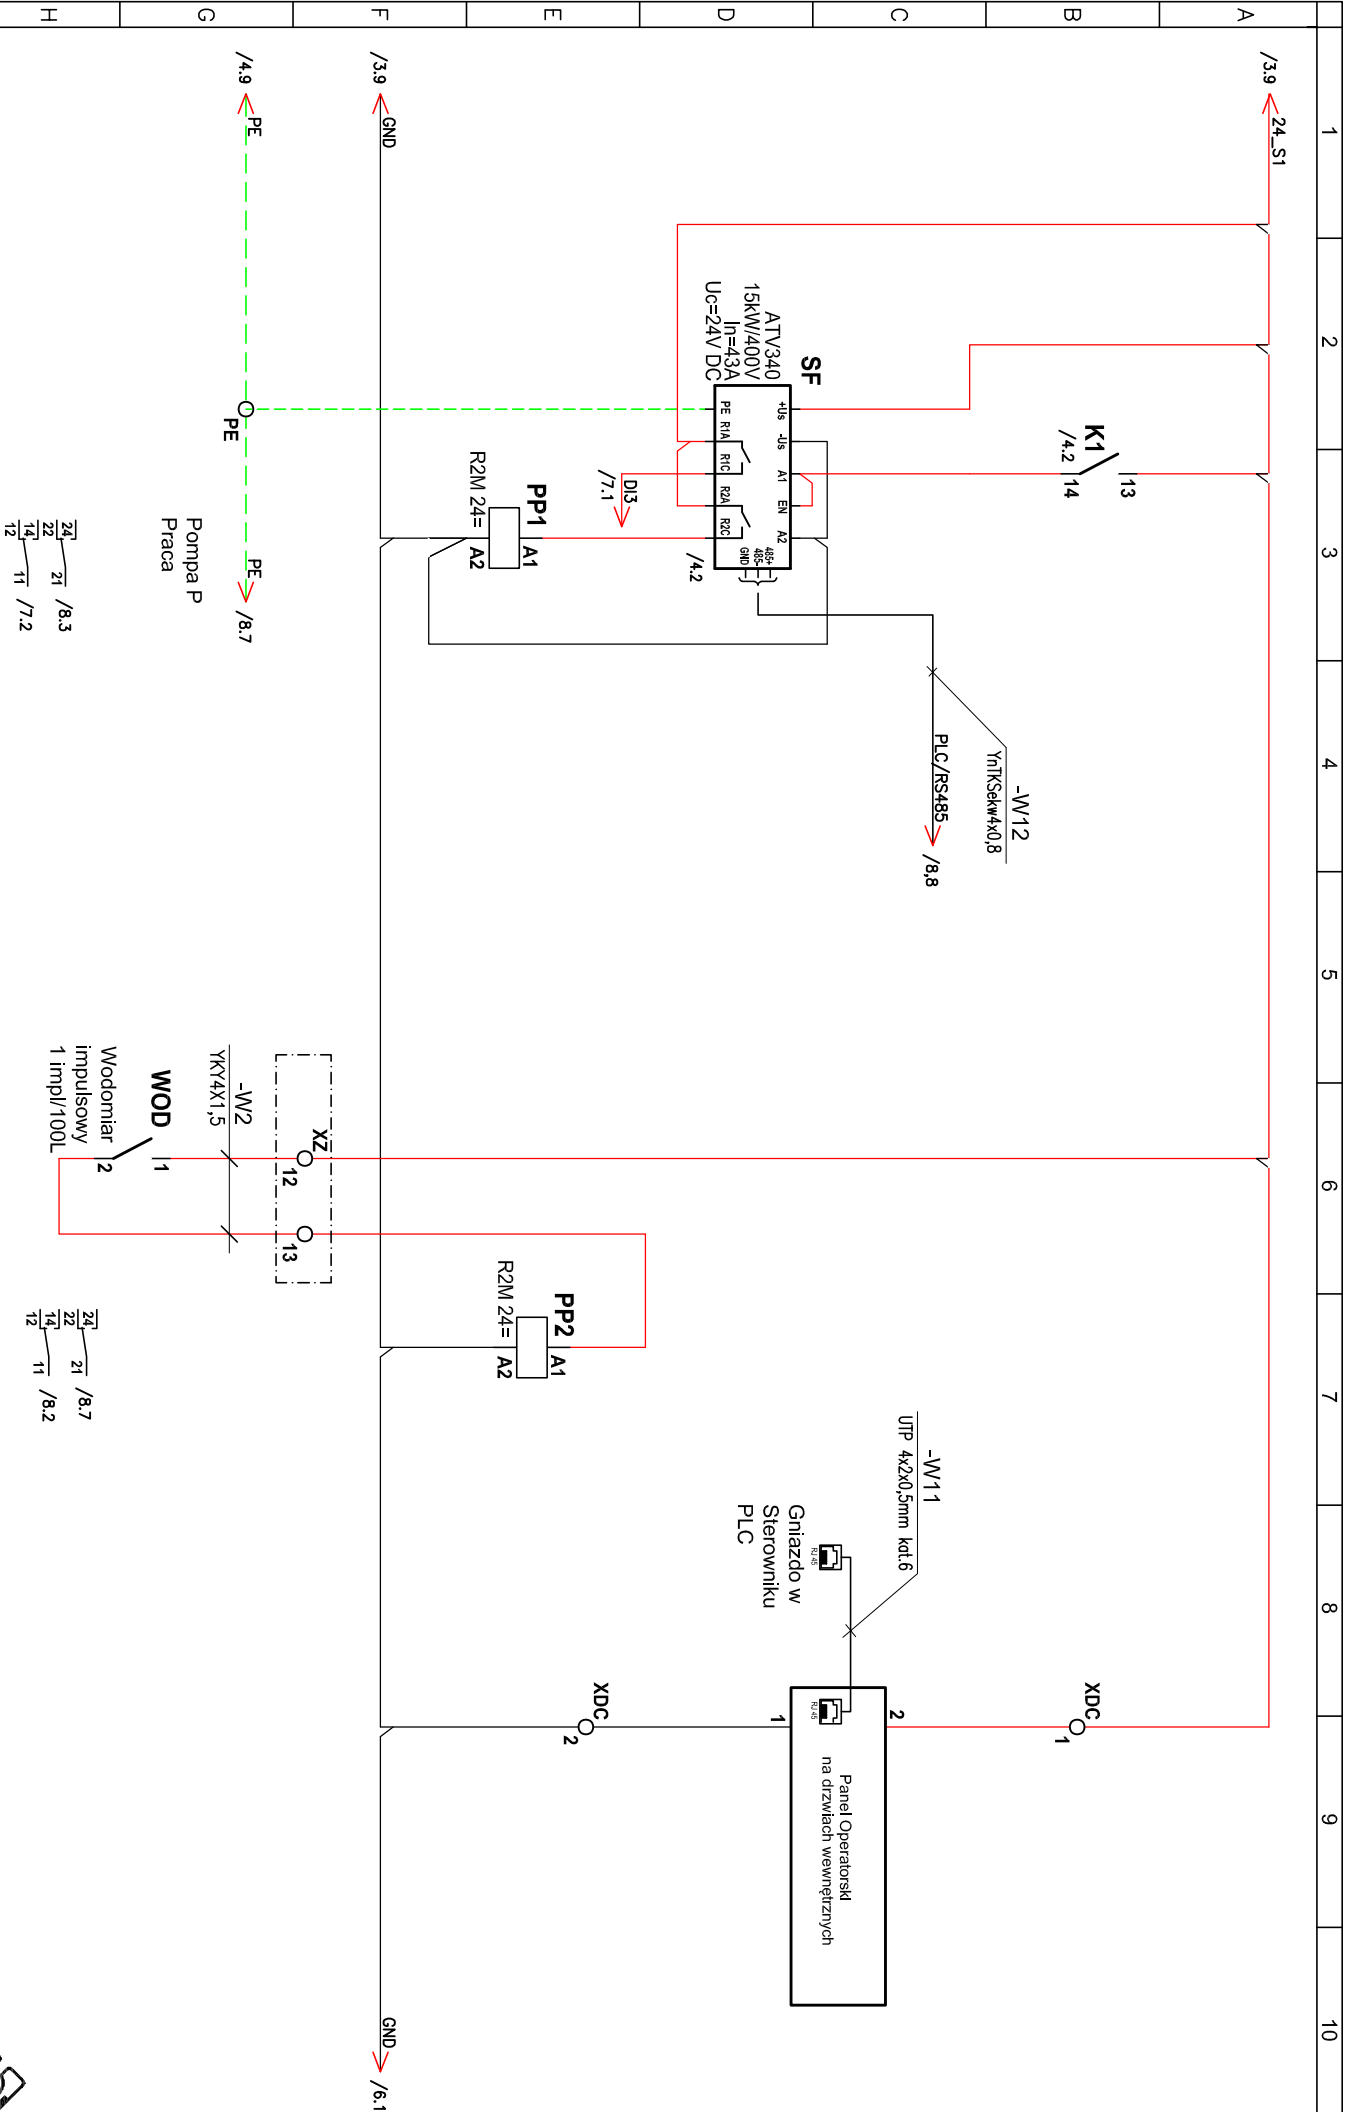 1
2
3
4
5
6
7
8
9
10
A
B
C
D
E
F
G
H
/3.9
24_S1
K1
/4.2
13
14
SF
ATV340
15kW/400V
In=43A
Uc=24V DC
+Us
-Us
A1
EN
A2
PE
R1A
R1C
R2A
R2C
485+
485-
GND
/4.2
DI3
/7.1
-W12
YnTKSekw4x0,8
PLC/RS485
/8,8
PP1
R2M 24=
A1
A2
/3.9
GND
/4.9
PE
PE
PE
/8.7
Pompa P
Praca
24
22
21
/8.3
14
12
11
/7.2
XZ
12
13
-W2
YKY4X1,5
WOD
1
2
Wodomiar
impulsowy
1 impl/100L
PP2
R2M 24=
A1
A2
24
22
21
/8.7
14
12
11
/8.2
-W11
UTP 4x2x0,5mm kat.6
RJ 45
Gniazdo w
Sterowniku
PLC
RJ 45
XDC
1
2
1
Panel Operatorski
na drzwiach wewnętrznych
XDC
2
GND
/6.1